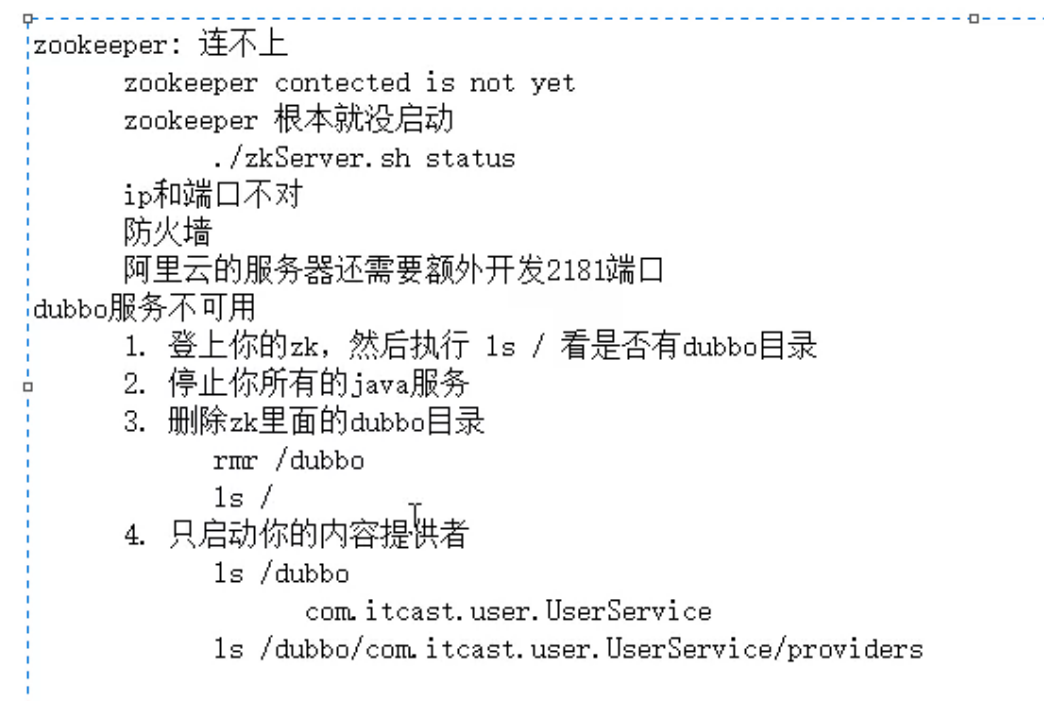 zookeeper: 连不上
zookeeper contected is not yet
zookeeper 根本就没启动
./zkServer.sh status
ip和端口不对
防火墙
阿里云的服务器还需要额外开发2181端口
dubbo服务不可用
1. 登上你的zk, 然后执行 ls / 看是否有dubbo目录
2. 停止你所有的java服务
3. 删除zk里面的dubbo目录
rmr /dubbo
ls /
4. 只启动你的内容提供者
ls /dubbo
com.itcast.user.UserService
ls /dubbo/com.itcast.user.UserService/providers